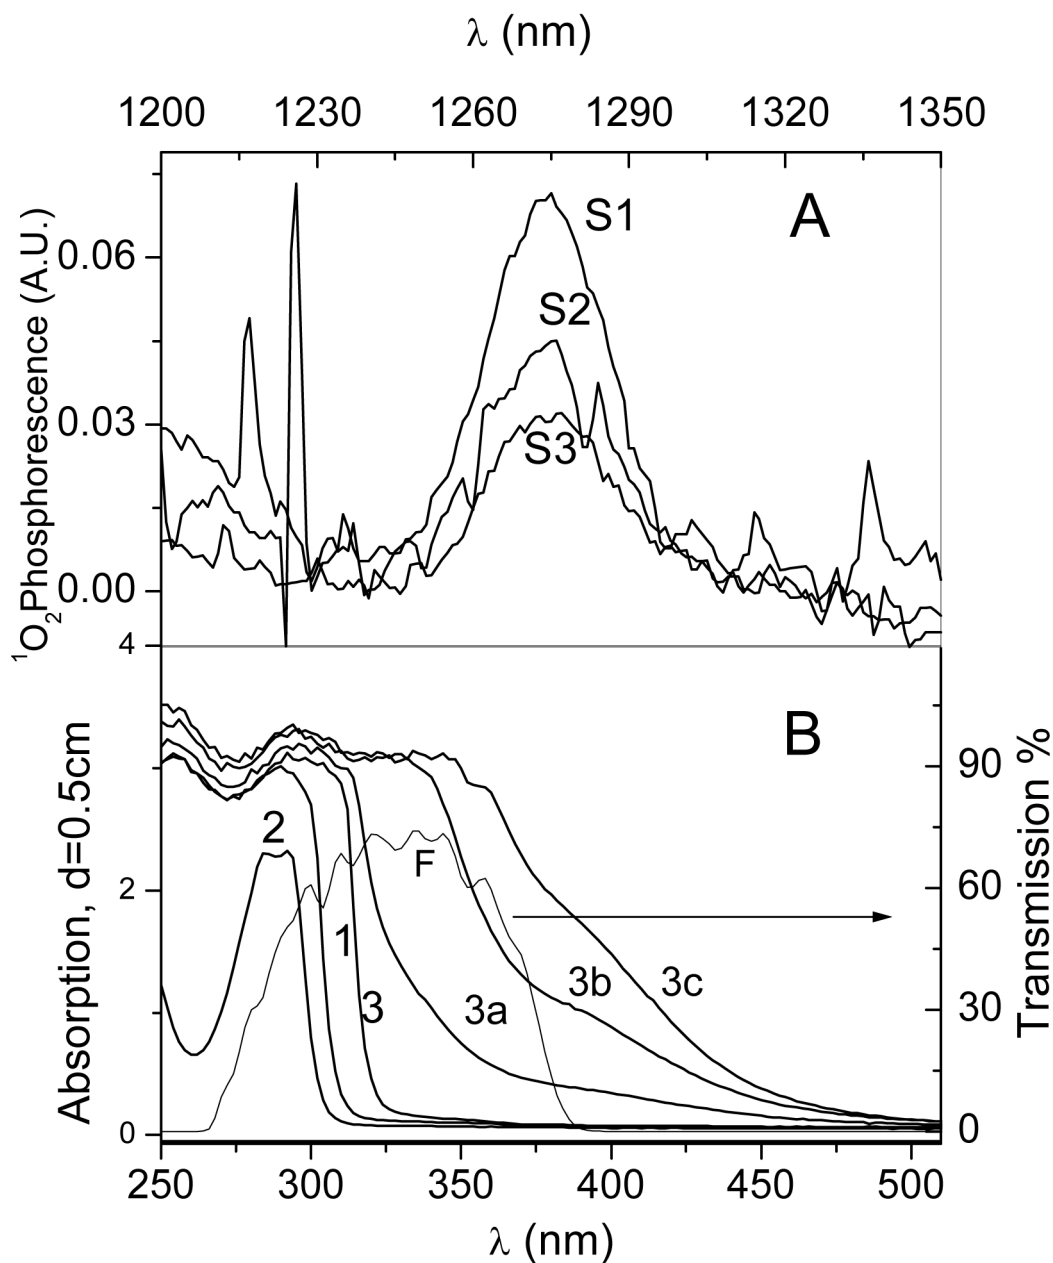 λ (nm)
1200 1230 1260 1290 1320 1350
A
S1
0.06
S2
0.03
S3
0.00
¹O₂Phosphorescence (A.U.)
4
B
90
2
F
2
60
1
3b 3c
3 3a
30
0 0
Absorption, d=0.5cm
Transmission %
250 300 350 400 450 500
λ (nm)